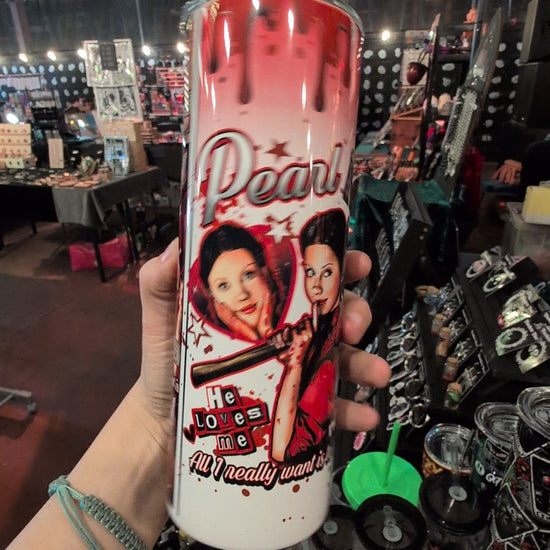 Pearl
He
LOVES
me
All I really want is